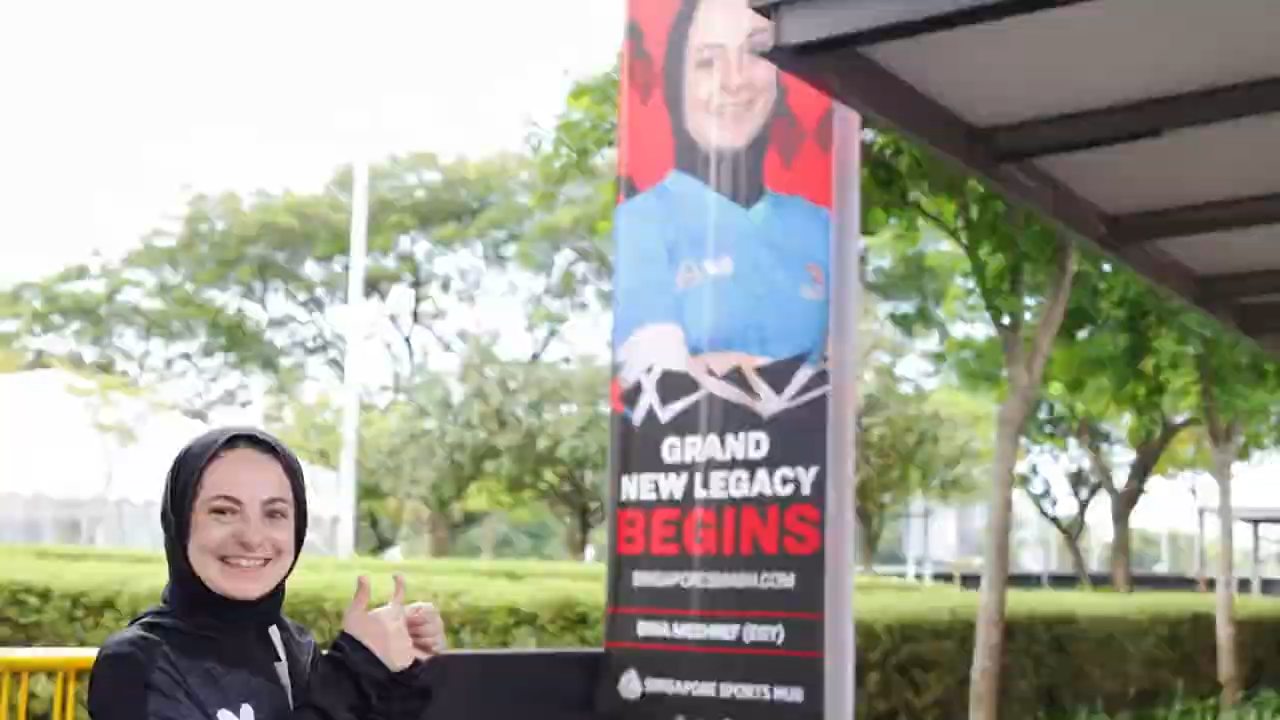 GRAND
NEW LEGACY
BEGINS
SINGAPORESMASH.COM
DINA MESHREF (EGY)
SINGAPORE SPORTS HUB